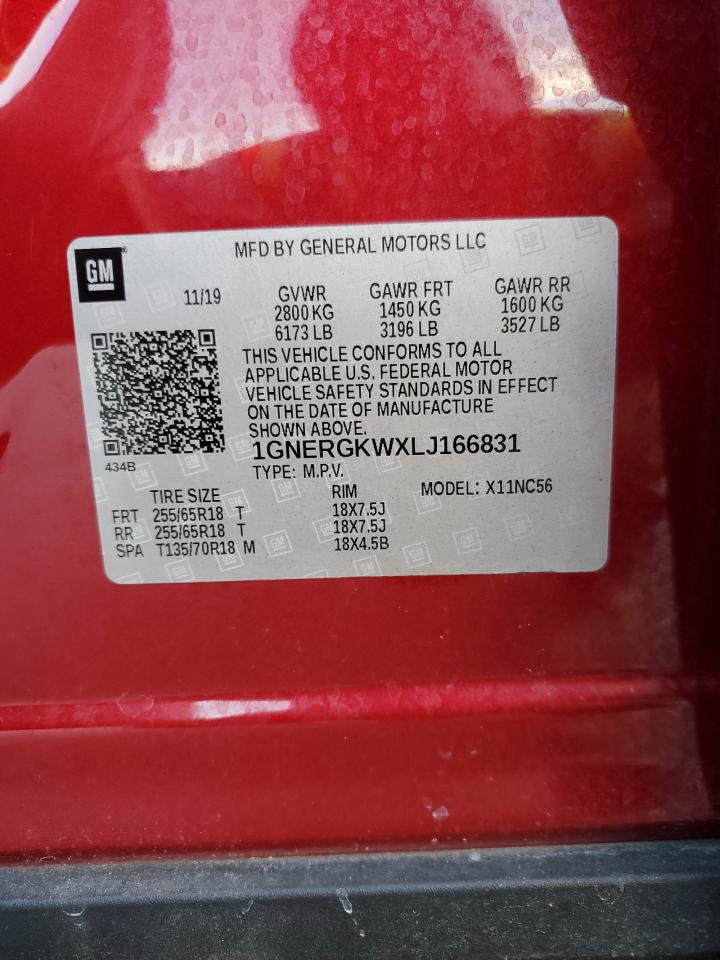 GM
MFD BY GENERAL MOTORS LLC
11/19
GVWR GAWR FRT GAWR RR
2800 KG 1450 KG 1600 KG
6173 LB 3196 LB 3527 LB
THIS VEHICLE CONFORMS TO ALL
APPLICABLE U.S. FEDERAL MOTOR
VEHICLE SAFETY STANDARDS IN EFFECT
ON THE DATE OF MANUFACTURE
SHOWN ABOVE.
434B
1GNERGKWXLJ166831
TYPE: M.P.V.
TIRE SIZE RIM MODEL: X11NC56
FRT 255/65R18 T 18X7.5J
RR 255/65R18 T 18X7.5J
SPA T135/70R18 M 18X4.5B